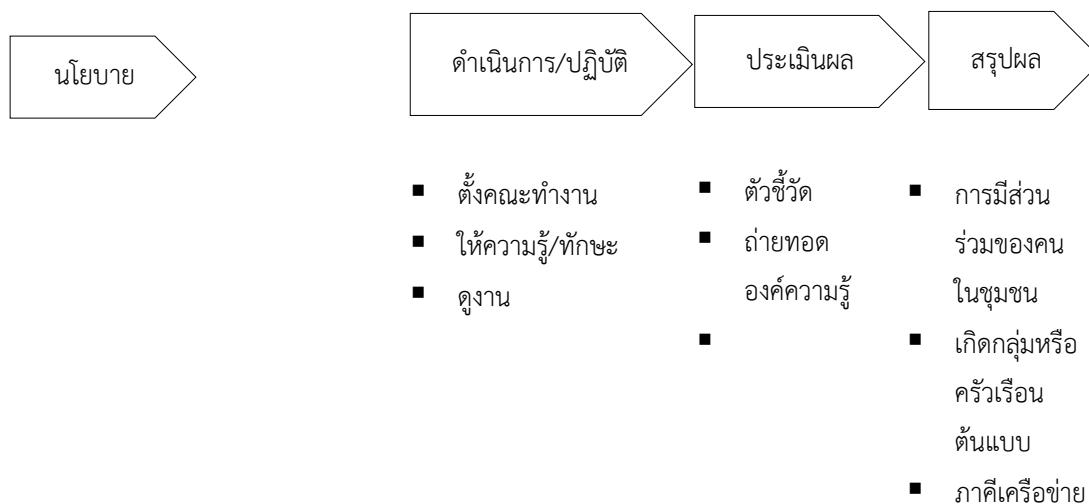 นโยบาย
ดำเนินการ/ปฏิบัติ
ประเมินผล
สรุปผล
■ ตั้งคณะทำงาน
■ ให้ความรู้/ทักษะ
■ ดูงาน
■ ตัวชี้วัด
■ ถ่ายทอด
องค์ความรู้
■
■ การมีส่วน
ร่วมของคน
ในชุมชน
■ เกิดกลุ่มหรือ
ครัวเรือน
ต้นแบบ
■ ภาคีเครือข่าย